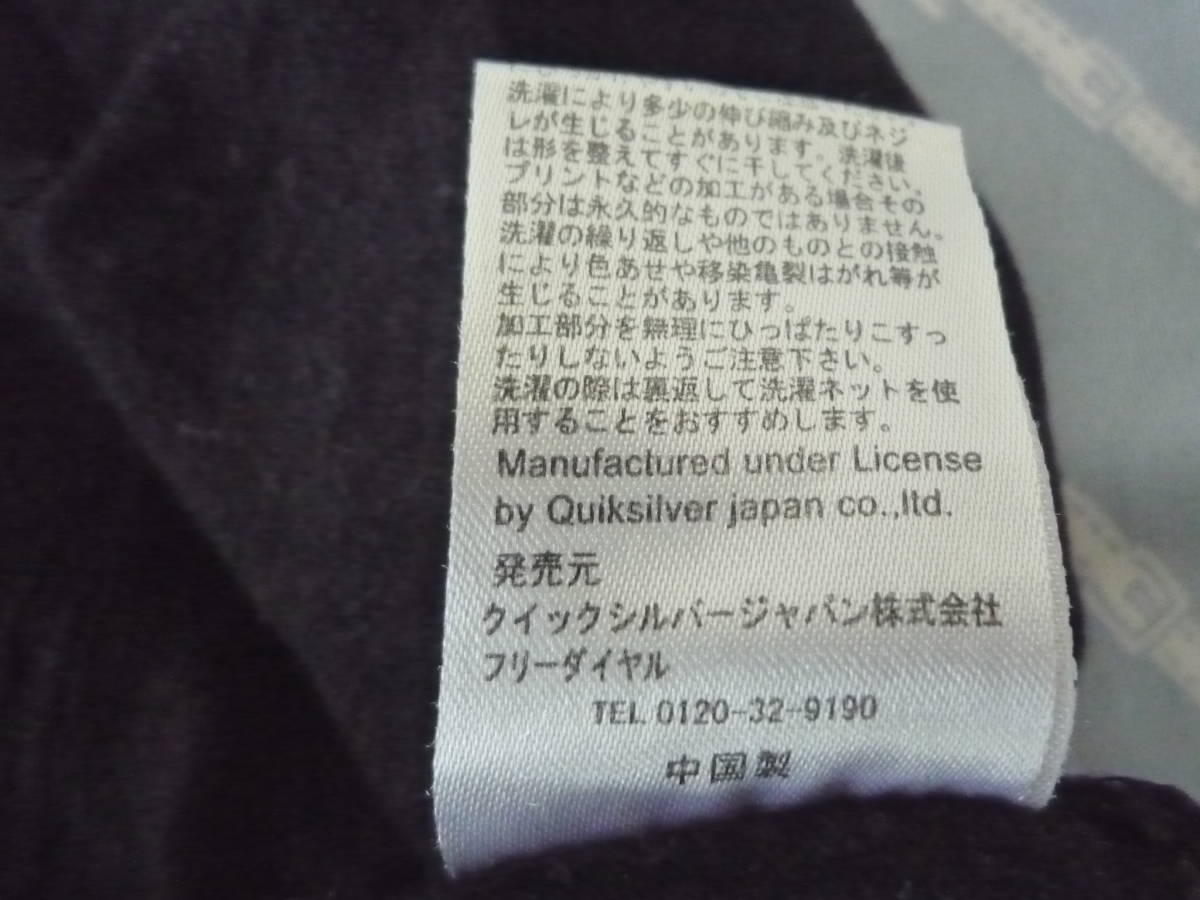 洗濯により多少の伸び縮み及びネジ
レが生じることがあります。洗濯後
は形を整えてすぐに干してください。
プリントなどの加工がある場合その
部分は永久的なものではありません。
洗濯の繰り返しや他のものとの接触
により色あせや移染亀裂はがれ等が
生じることがあります。
加工部分を無理にひっぱたりこすっ
たりしないようご注意下さい。
洗濯の際は裏返して洗濯ネットを使
用することをおすすめします。
Manufactured under License
by Quiksilver japan co.,ltd.
発売元
クイックシルバージャパン株式会社
フリーダイヤル
TEL 0120-32-9190
中国製